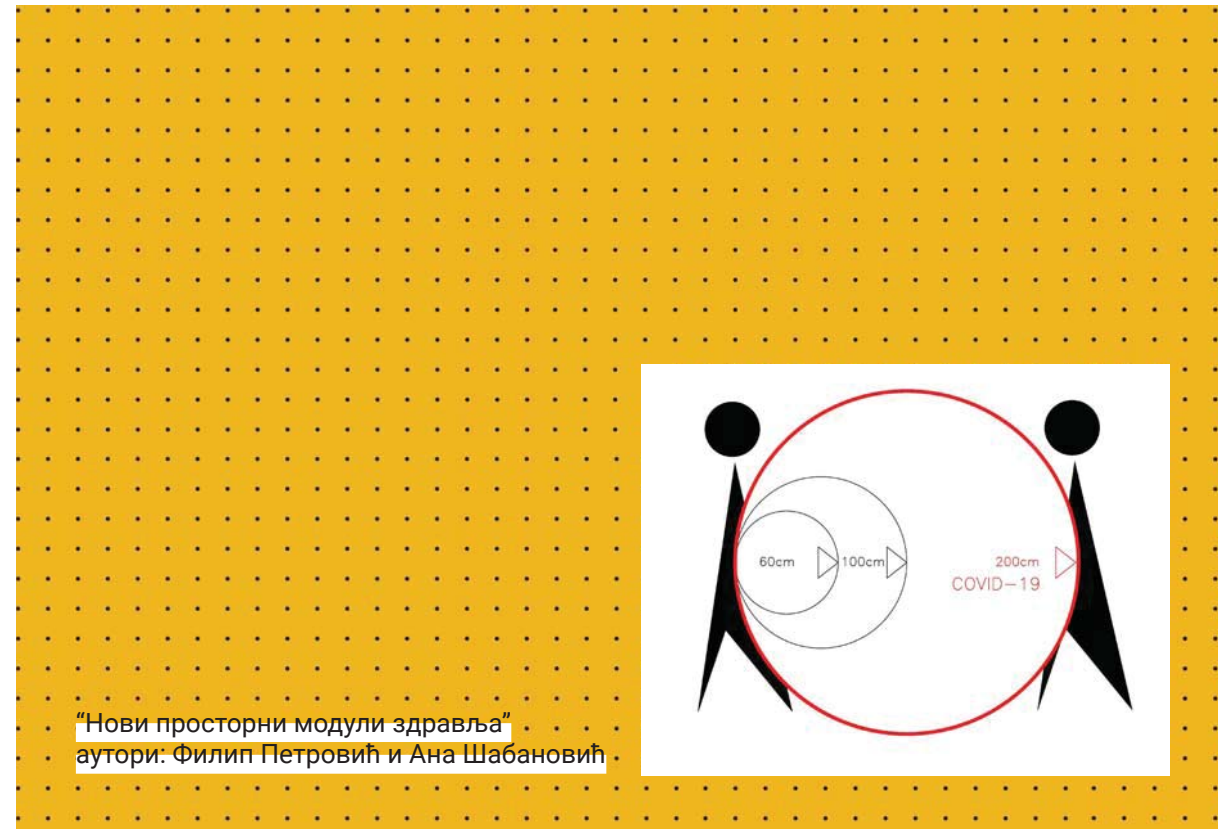 60cm
100cm
200cm
COVID–19
“Нови просторни модули здравља”
аутори: Филип Петровић и Ана Шабановић